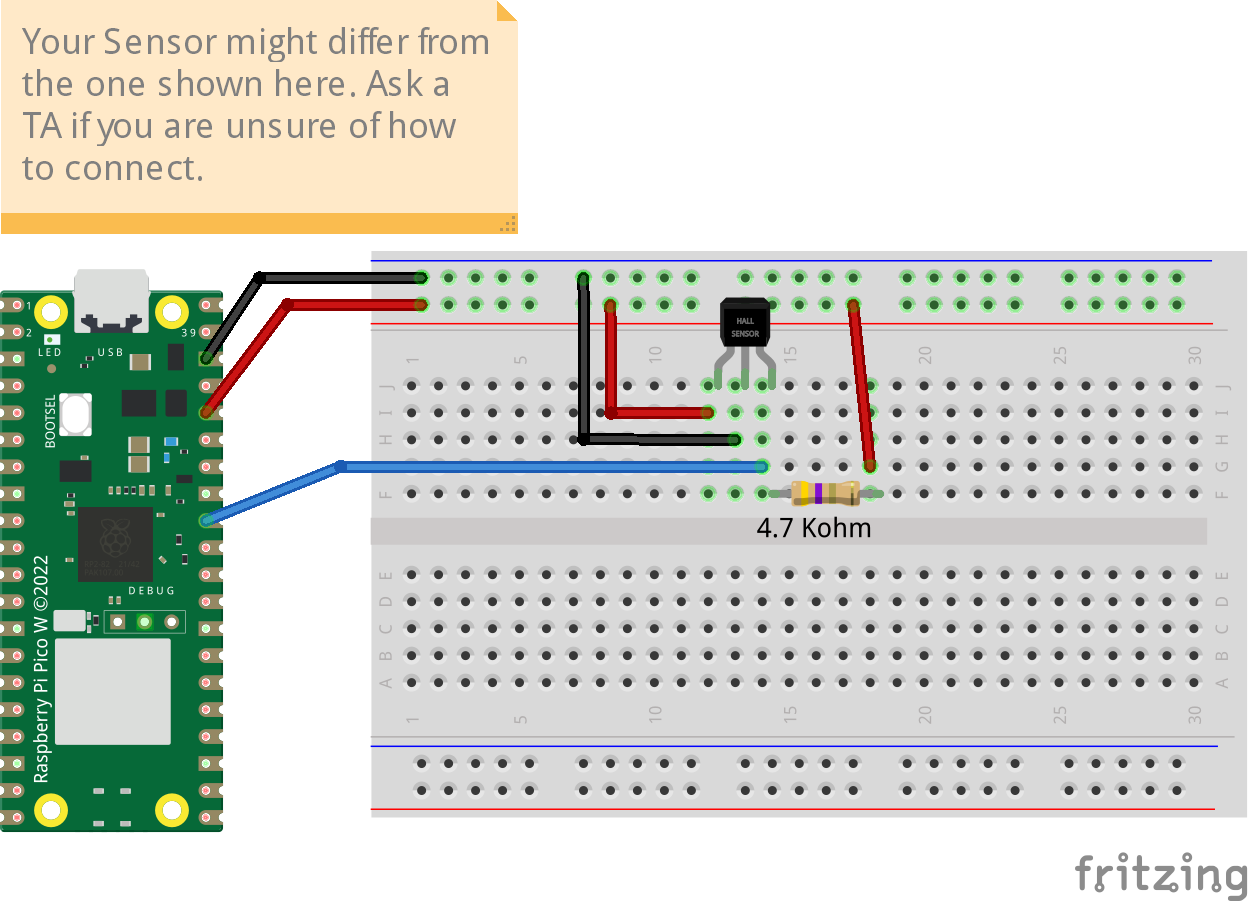 Your Sensor might differ from
the one shown here. Ask a
TA if you are unsure of how
to connect.
1
2
39
LED
USB
BOOTSEL
DEBUG
Raspberry Pi Pico W ©2022
HALL
SENSOR
1 5 10 15 20 25 30
J J
I I
H H
G G
F F
4.7 Kohm
E E
D D
C C
B B
A A
1 5 10 15 20 25 30
fritzing